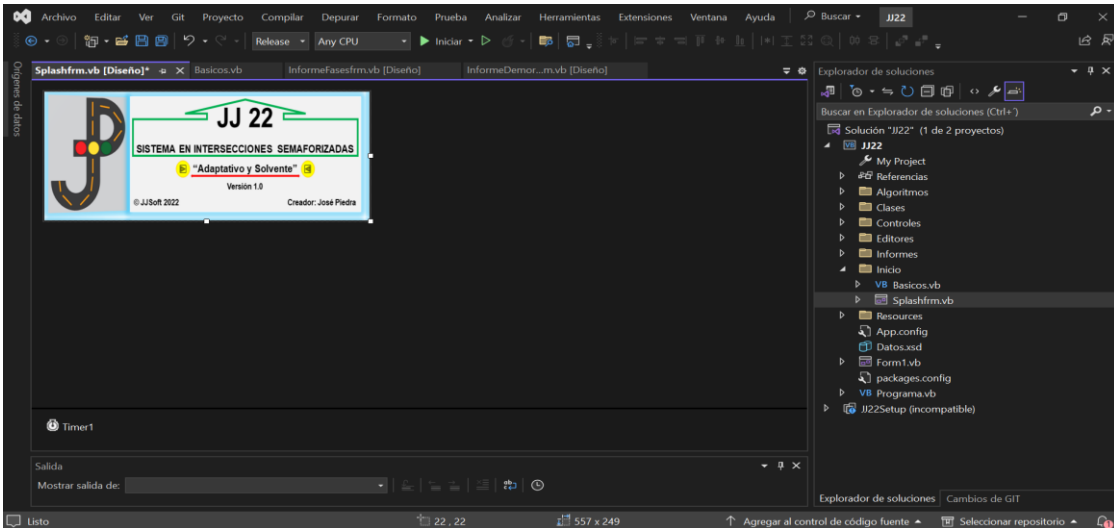 Archivo Editar Ver Git Proyecto Compilar Depurar Formato Prueba Analizar Herramientas Extensiones Ventana Ayuda Buscar JJ22
Release Any CPU Iniciar
Orígenes de datos
Splashfrm.vb [Diseño]* Basicos.vb InformeFasesfrm.vb [Diseño] InformeDemor...m.vb [Diseño]
JJ 22
SISTEMA EN INTERSECCIONES SEMAFORIZADAS
“Adaptativo y Solvente”
Versión 1.0
© JJSoft 2022 Creador: José Piedra
Timer1
Salida
Mostrar salida de:
Explorador de soluciones
Buscar en Explorador de soluciones (Ctrl+´)
Solución "JJ22" (1 de 2 proyectos)
VB JJ22
My Project
Referencias
Algoritmos
Clases
Controles
Editores
Informes
Inicio
VB Basicos.vb
Splashfrm.vb
Resources
App.config
Datos.xsd
Form1.vb
packages.config
VB Programa.vb
JJ22Setup (incompatible)
Explorador de soluciones Cambios de GIT
Listo 22 , 22 557 x 249 Agregar al control de código fuente Seleccionar repositorio